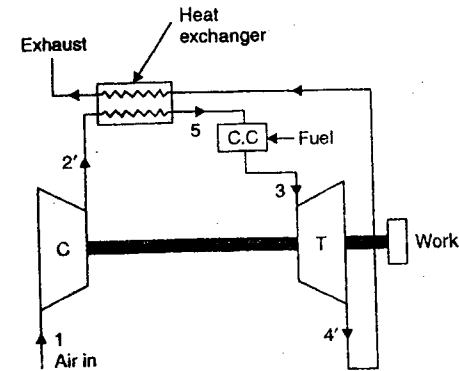 Heat
exchanger
Exhaust
5
C.C
Fuel
2'
3
C
T
Work
1
Air in
4'